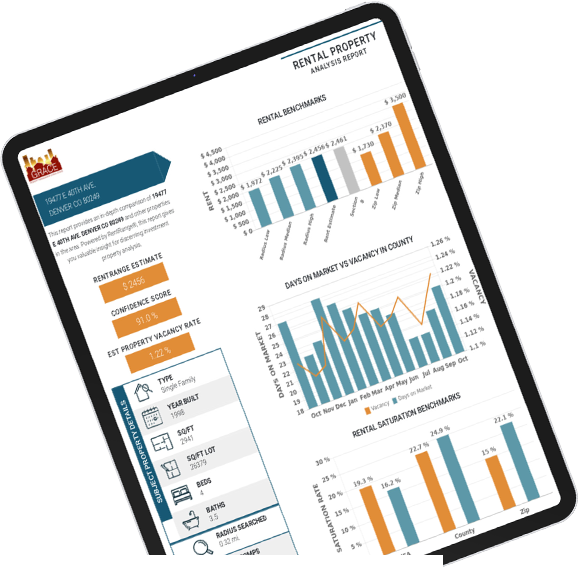 RENTAL PROPERTY
ANALYSIS REPORT
GRACE
19477 E 40TH AVE.
DENVER CO 80249
This report provides an in-depth comparison of 19477
E 40TH AVE. DENVER CO 80249 and other properties
in the area. Powered by RentRange®, this report gives
you valuable insight for discerning investment
property analysis.
RENTRANGE ESTIMATE
$ 2456
CONFIDENCE SCORE
91.0 %
EST PROPERTY VACANCY RATE
1.22 %
SUBJECT PROPERTY DETAILS
TYPE
Single Family
YEAR BUILT
1998
SQ/FT
2941
SQ/FT LOT
26379
BEDS
4
BATHS
3.5
RADIUS SEARCHED
0.32 mi.
COMPS
RENTAL BENCHMARKS
RENT
$ 4,500
$ 4,000
$ 3,500
$ 3,000
$ 2,500
$ 2,000
$ 1,500
$ 1,000
$ 500
$ 0
$ 1,972
$ 2,225
$ 2,395
$ 2,456
$ 2,461
$ 1,730
$ 2,370
$ 3,500
Radius Low
Radius Median
Radius High
Rent Estimate
Section 8
Zip Low
Zip Median
Zip High
DAYS ON MARKET VS VACANCY IN COUNTY
DAYS ON MARKET
29
28
27
26
25
24
23
22
21
20
19
18
1.26 %
1.24 %
1.22 %
1.2 %
1.18 %
1.16 %
1.14 %
1.12 %
1.1 %
VACANCY
Oct Nov Dec Jan Feb Mar Apr May Jun Jul Aug Sep Oct
Vacancy Days on Market
RENTAL SATURATION BENCHMARKS
SATURATION RATE
30 %
25 %
20 %
15 %
10 %
5 %
19.3 %
16.2 %
22.7 %
24.9 %
15 %
22.1 %
County
Zip